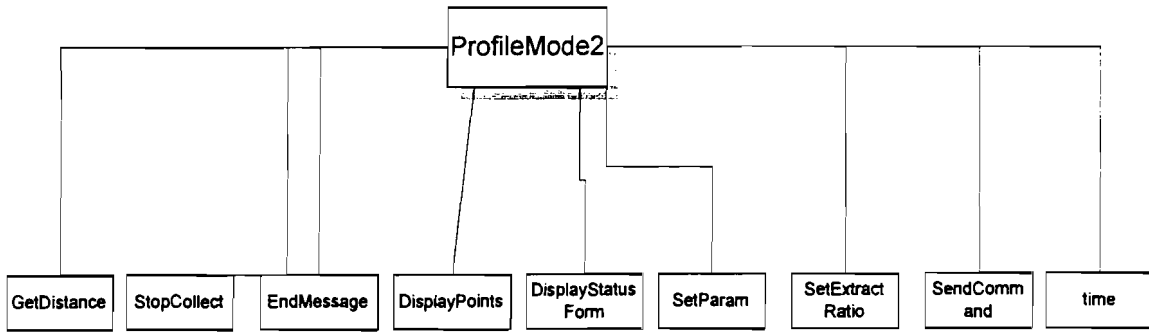 ProfileMode2
GetDistance
StopCollect
EndMessage
DisplayPoints
DisplayStatus
Form
SetParam
SetExtract
Ratio
SendComm
and
time